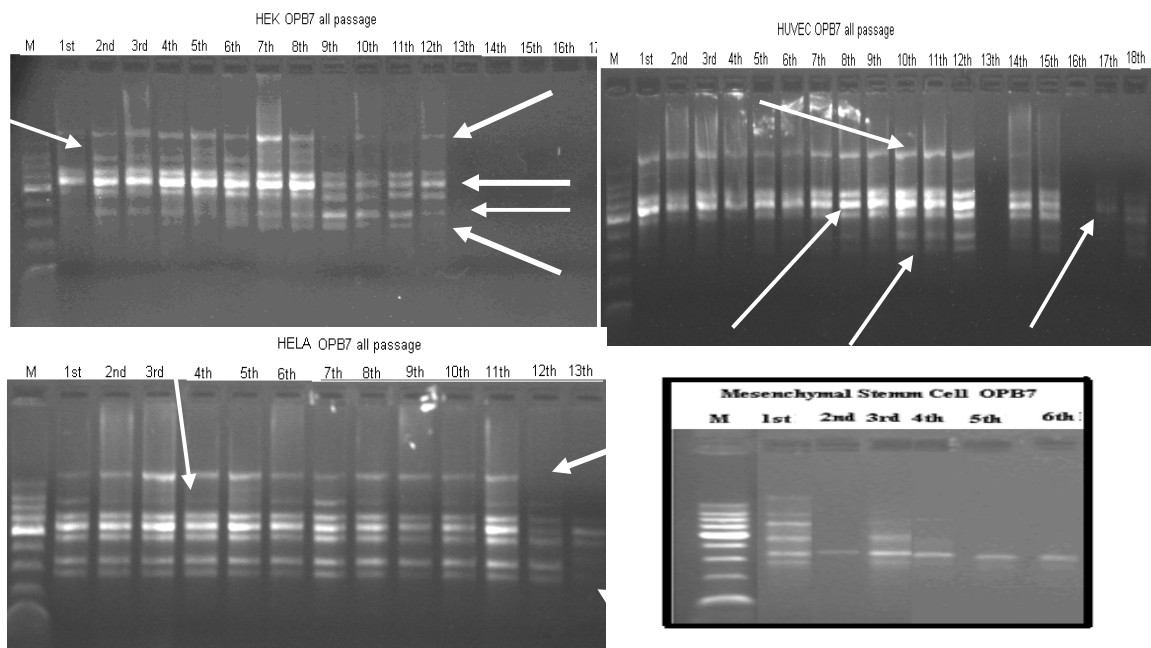 HEK OPB7 all passage
M 1st 2nd 3rd 4th 5th 6th 7th 8th 9th 10th 11th 12th 13th 14th 15th 16th 17
HUVEC OPB7 all passage
M 1st 2nd 3rd 4th 5th 6th 7th 8th 9th 10th 11th 12th 13th 14th 15th 16th 17th 18th
HELA OPB7 all passage
M 1st 2nd 3rd 4th 5th 6th 7th 8th 9th 10th 11th 12th 13th
Mesenchymal Stemm Cell OPB7
M 1st 2nd 3rd 4th 5th 6th